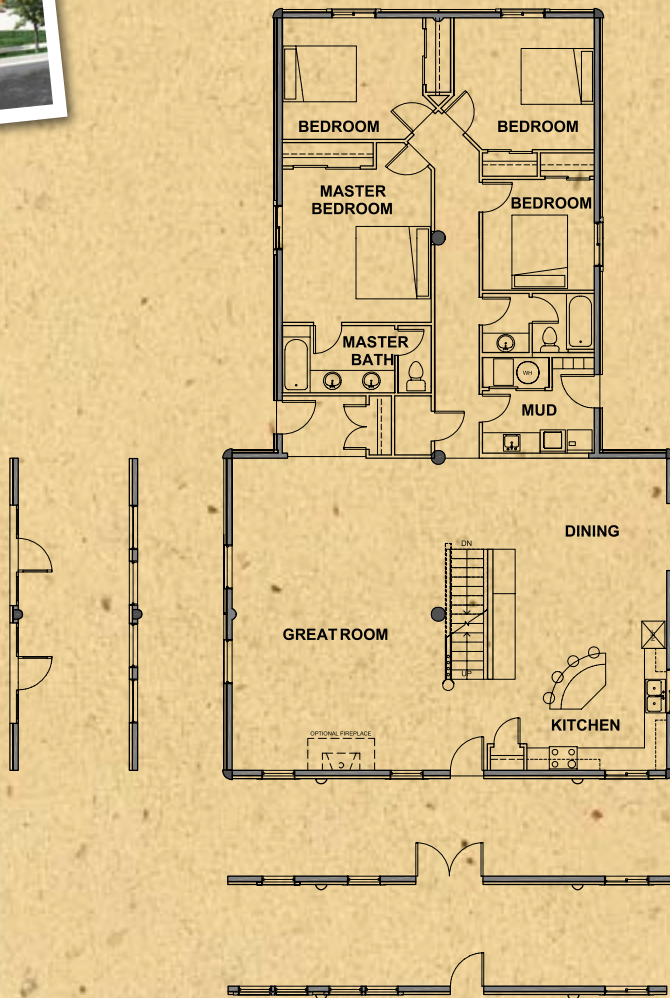 BEDROOM
BEDROOM
MASTER
BEDROOM
BEDROOM
MASTER
BATH
WH
MUD
DINING
DN
GREAT ROOM
UP
KITCHEN
OPTIONAL FIREPLACE